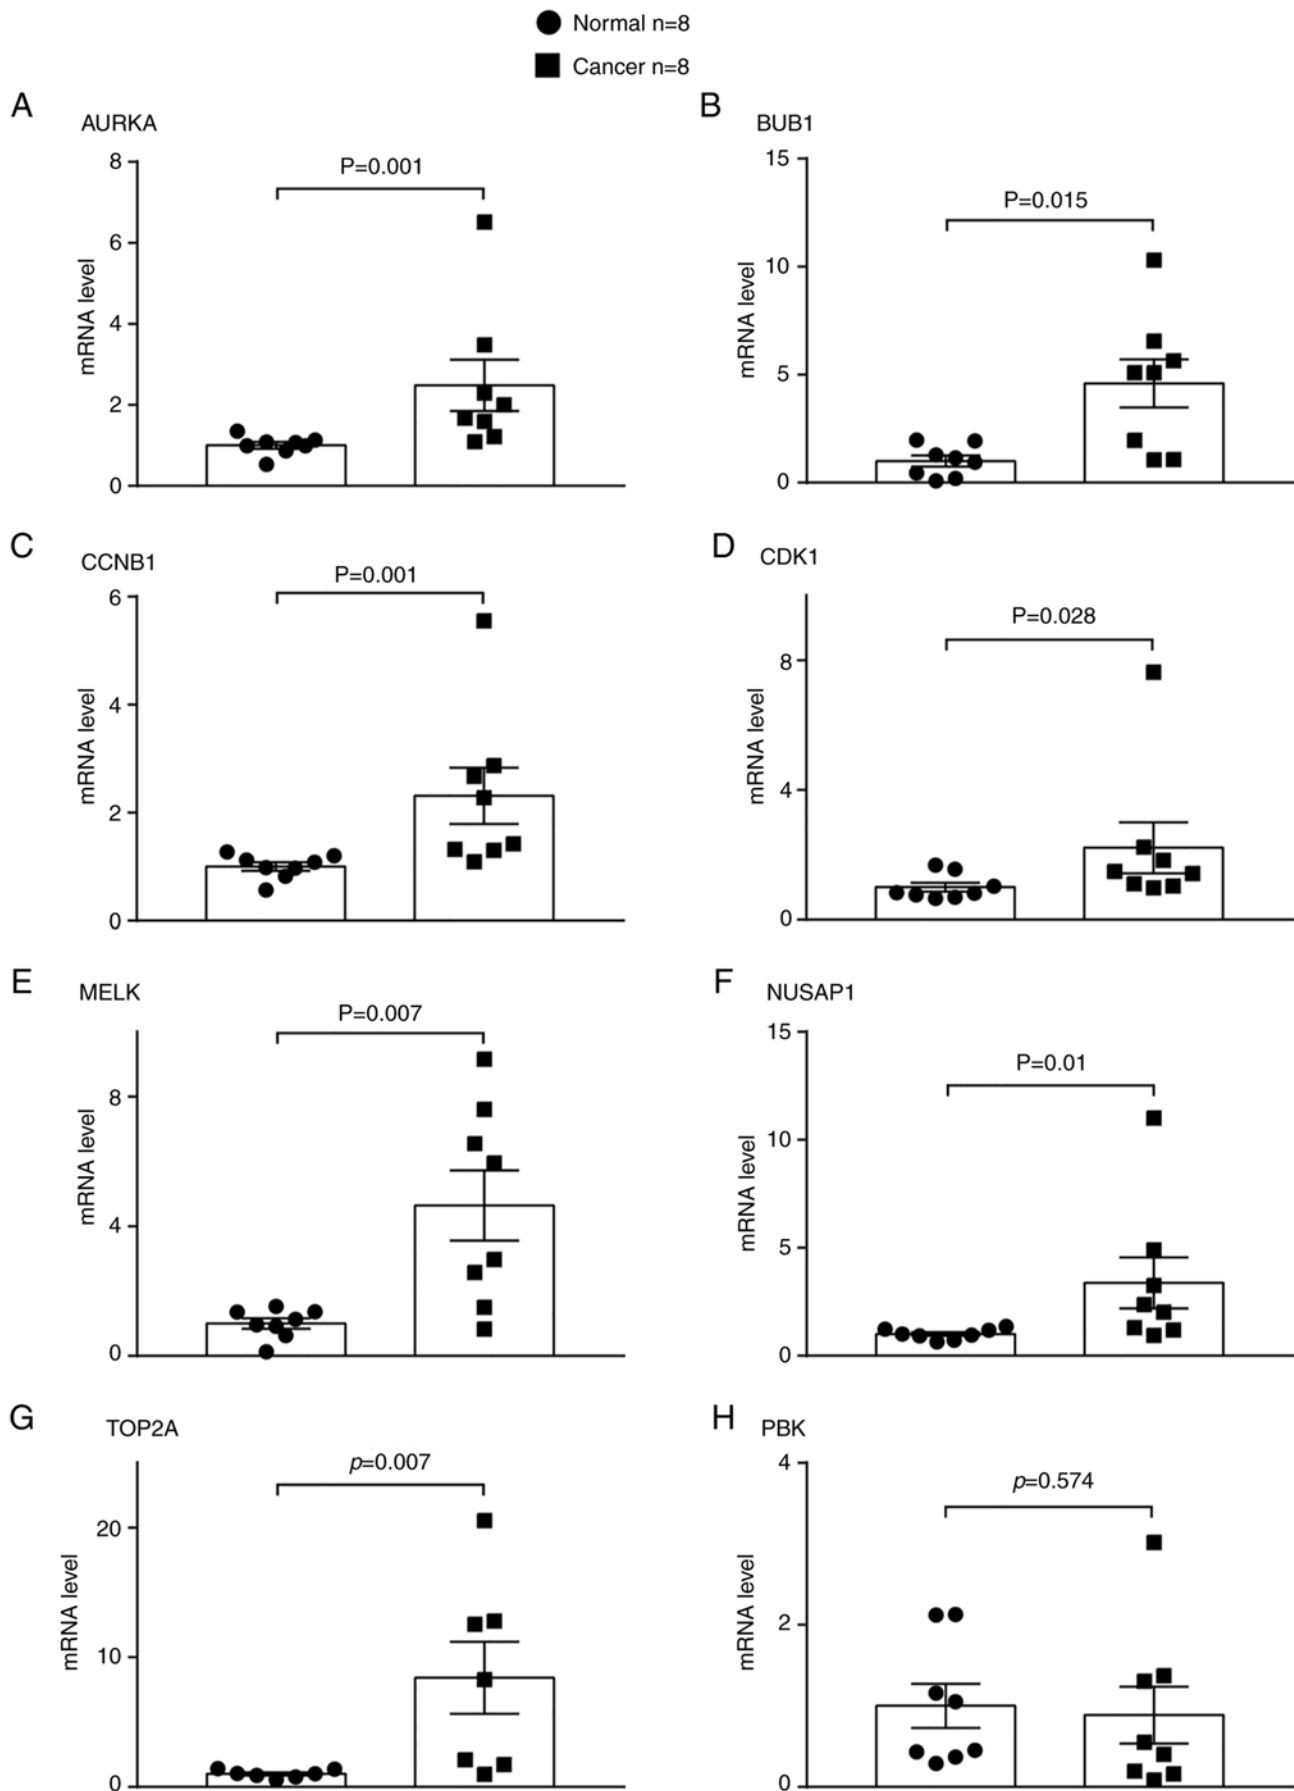 Normal n=8
Cancer n=8
A
AURKA
P=0.001
mRNA level
8
6
4
2
0
B
BUB1
P=0.015
mRNA level
15
10
5
0
C
CCNB1
P=0.001
mRNA level
6
4
2
0
D
CDK1
P=0.028
mRNA level
8
4
0
E
MELK
P=0.007
mRNA level
8
4
0
F
NUSAP1
P=0.01
mRNA level
15
10
5
0
G
TOP2A
p=0.007
mRNA level
20
10
0
H
PBK
p=0.574
mRNA level
4
2
0